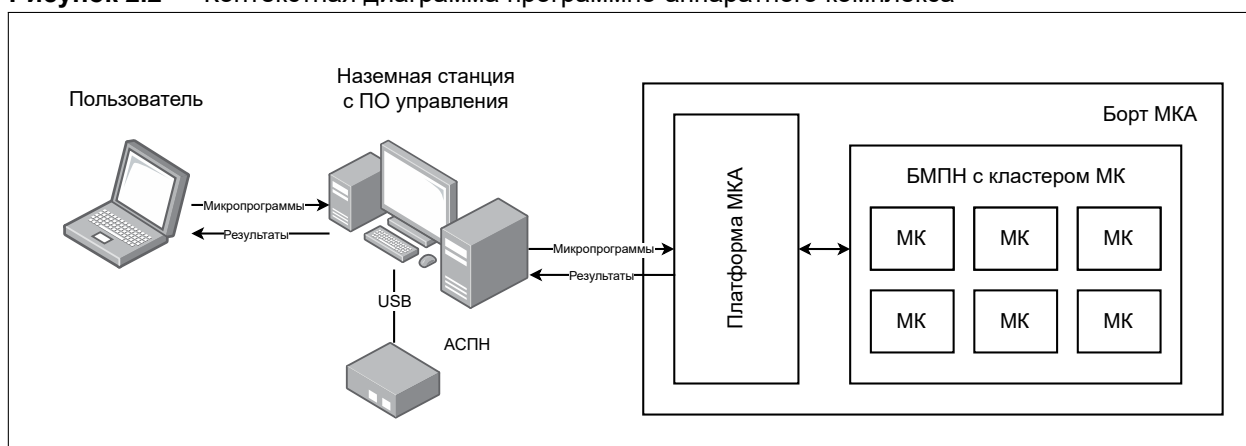 Рисунок 2.2 — Контекстная диаграмма программно-аппаратного комплекса
Пользователь
Наземная станция
с ПО управления
Микропрограммы
Результаты
USB
АСПН
Микропрограммы
Результаты
Борт МКА
Платформа МКА
БМПН с кластером МК
МК
МК
МК
МК
МК
МК